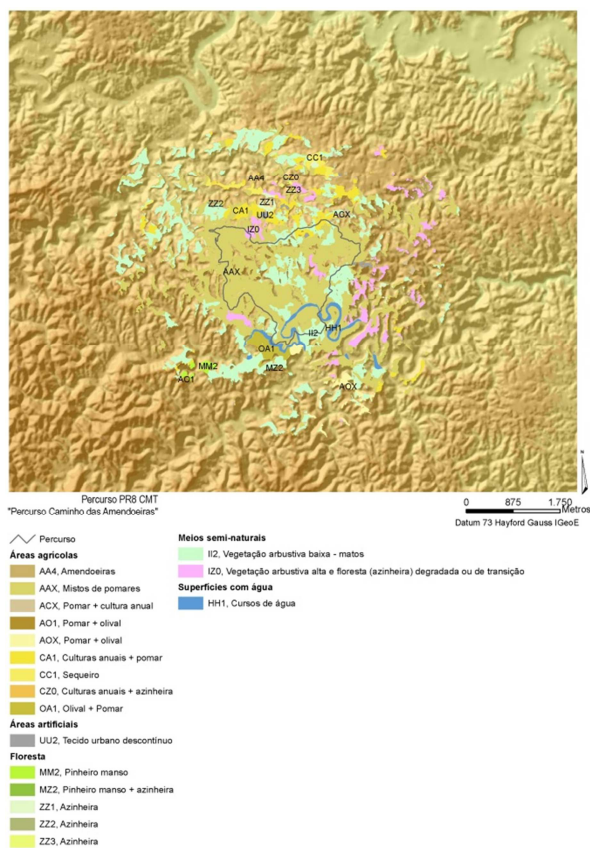 CC1
AA4
CZ0
ZZ3
ZZ2
ZZ1
CA1
UU2
ACX
IZ0
AAX
HH1
II2
OA1
MM2
MZ2
AO1
AOX
N
Percurso PR8 CMT
"Percurso Caminho das Amendoeiras"
0 875 1.750
Metros
Datum 73 Hayford Gauss IGeoE
Percurso
Áreas agrícolas
AA4, Amendoeiras
AAX, Mistos de pomares
ACX, Pomar + cultura anual
AO1, Pomar + olival
AOX, Pomar + olival
CA1, Culturas anuais + pomar
CC1, Sequeiro
CZ0, Culturas anuais + azinheira
OA1, Olival + Pomar
Áreas artificiais
UU2, Tecido urbano descontínuo
Floresta
MM2, Pinheiro manso
MZ2, Pinheiro manso + azinheira
ZZ1, Azinheira
ZZ2, Azinheira
ZZ3, Azinheira
Meios semi-naturais
II2, Vegetação arbustiva baixa - matos
IZ0, Vegetação arbustiva alta e floresta (azinheira) degradada ou de transição
Superfícies com água
HH1, Cursos de água